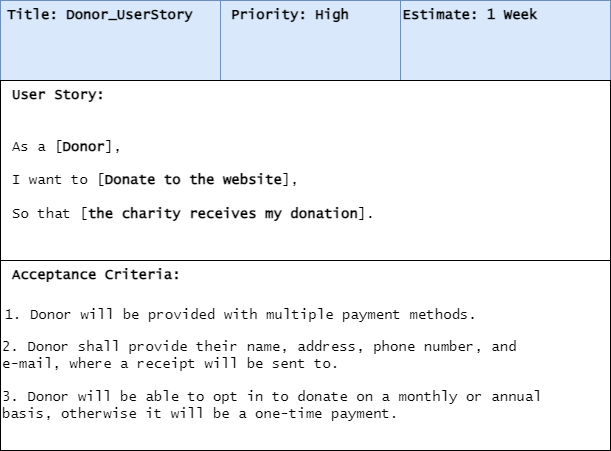 Title: Donor_UserStory
Priority: High
Estimate: 1 Week
User Story:
As a [Donor],
I want to [Donate to the website],
So that [the charity receives my donation].
Acceptance Criteria:
1. Donor will be provided with multiple payment methods.
2. Donor shall provide their name, address, phone number, and
e-mail, where a receipt will be sent to.
3. Donor will be able to opt in to donate on a monthly or annual
basis, otherwise it will be a one-time payment.